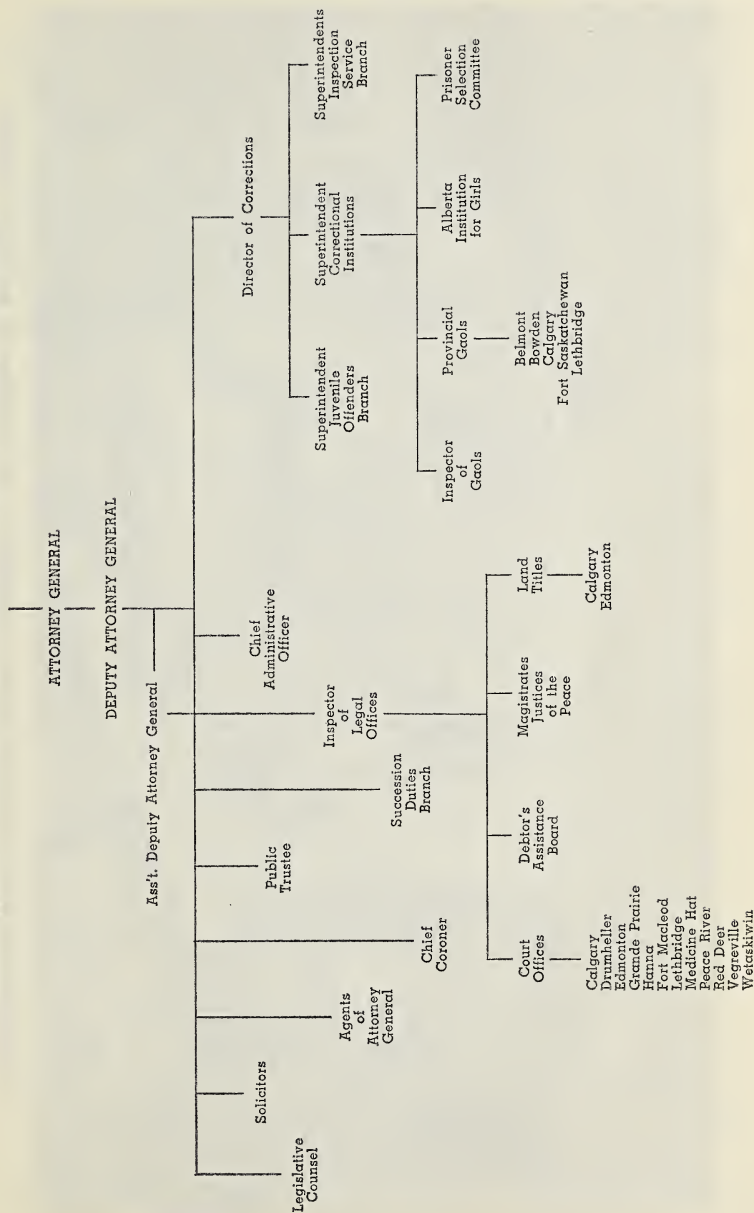 ATTORNEY GENERAL
DEPUTY ATTORNEY GENERAL
Ass't. Deputy Attorney General
Legislative
Counsel
Solicitors
Agents
of
Attorney
General
Chief
Coroner
Public
Trustee
Succession
Duties
Branch
Inspector
of
Legal
Offices
Chief
Administrative
Officer
Director of Corrections
Court
Offices
Calgary
Drumheller
Edmonton
Grande Prairie
Hanna
Fort Macleod
Lethbridge
Medicine Hat
Peace River
Red Deer
Vegreville
Wetaskiwin
Debtor's
Assistance
Board
Magistrates
Justices
of the
Peace
Land
Titles
Calgary
Edmonton
Superintendent
Juvenile
Offenders
Branch
Superintendent
Correctional
Institutions
Superintendents
Inspection
Service
Branch
Inspector
of
Gaols
Provincial
Gaols
Belmont
Bowden
Calgary
Fort Saskatchewan
Lethbridge
Alberta
Institution
for Girls
Prisoner
Selection
Committee